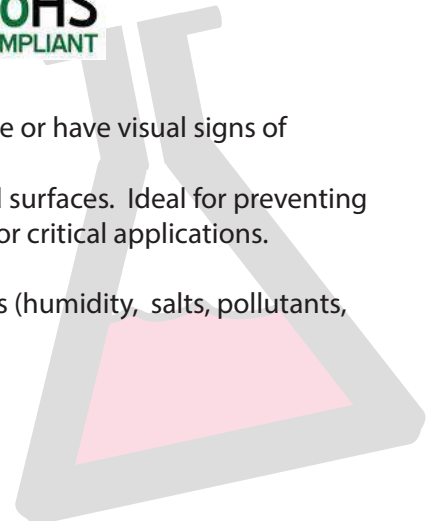 oHS
MPLIANT
e or have visual signs of
l surfaces.  Ideal for preventing
or critical applications.
s (humidity,  salts, pollutants,